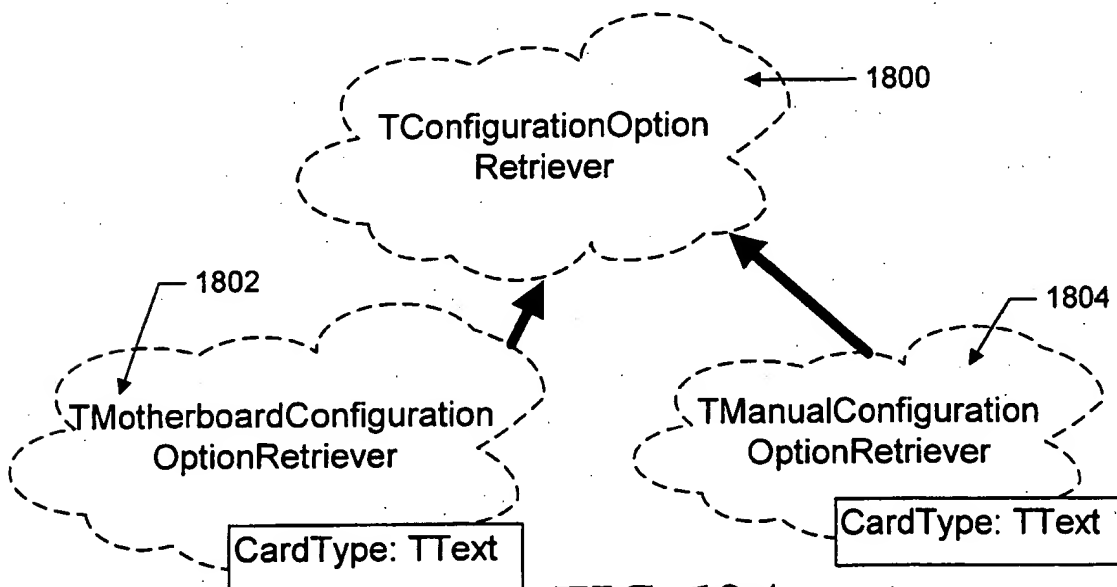 1800
TConfigurationOption
Retriever
1802
1804
TMotherboardConfiguration
OptionRetriever
TManualConfiguration
OptionRetriever
CardType: TText
CardType: TText